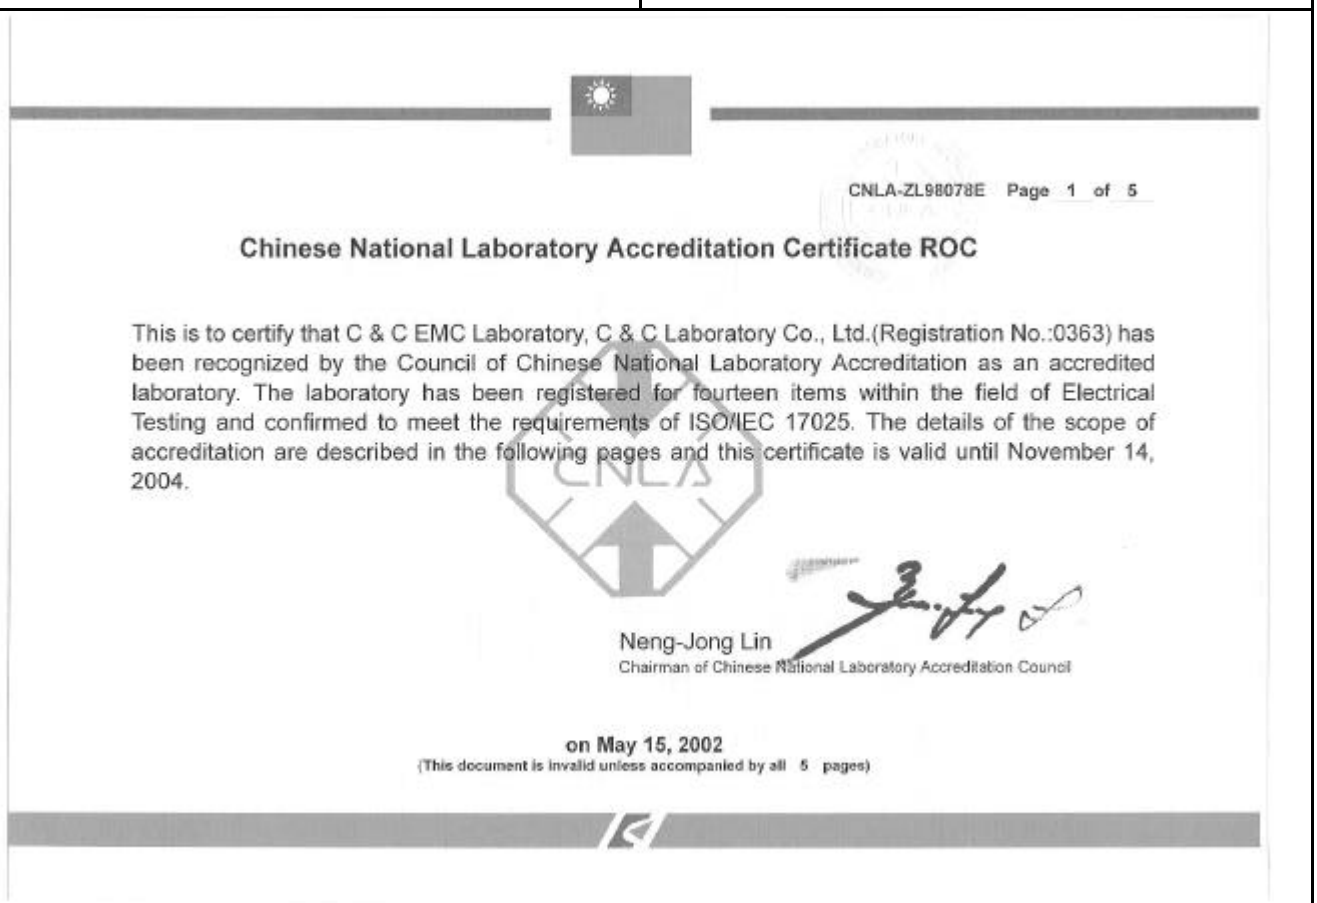 CNLA-ZL98078E Page 1 of 5
Chinese National Laboratory Accreditation Certificate ROC
This is to certify that C & C EMC Laboratory, C & C Laboratory Co., Ltd.(Registration No.:0363) has
been recognized by the Council of Chinese National Laboratory Accreditation as an accredited
laboratory. The laboratory has been registered for fourteen items within the field of Electrical
Testing and confirmed to meet the requirements of ISO/IEC 17025. The details of the scope of
accreditation are described in the following pages and this certificate is valid until November 14,
2004.
CNLA
Neng-Jong Lin
Chairman of Chinese National Laboratory Accreditation Council
on May 15, 2002
(This document is invalid unless accompanied by all 5 pages)